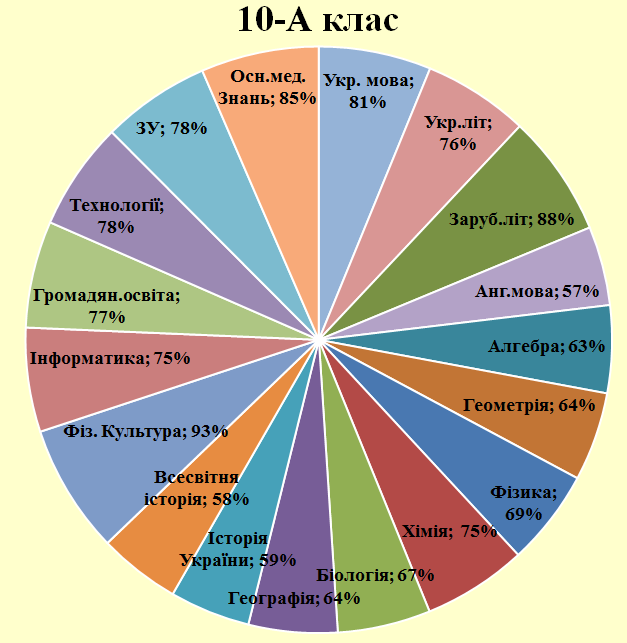 10-А клас
Укр. мова;
81%
Укр.літ;
76%
Заруб.літ; 88%
Анг.мова; 57%
Алгебра; 63%
Геометрія; 64%
Фізика;
69%
Хімія; 75%
Біологія; 67%
Географія; 64%
Історія
України; 59%
Всесвітня
історія; 58%
Фіз. Культура; 93%
Інформатика; 75%
Громадян.освіта;
77%
Технології;
78%
ЗУ; 78%
Осн.мед.
Знань; 85%